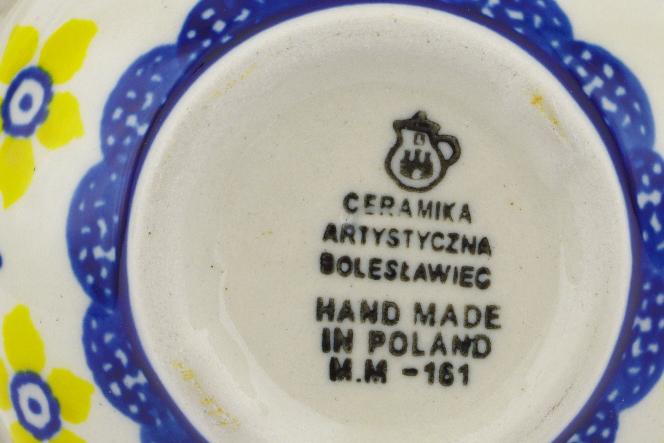 CERAMIKA
ARTYSTYCZNA
BOLESŁAWIEC
HAND MADE
IN POLAND
M.M -161